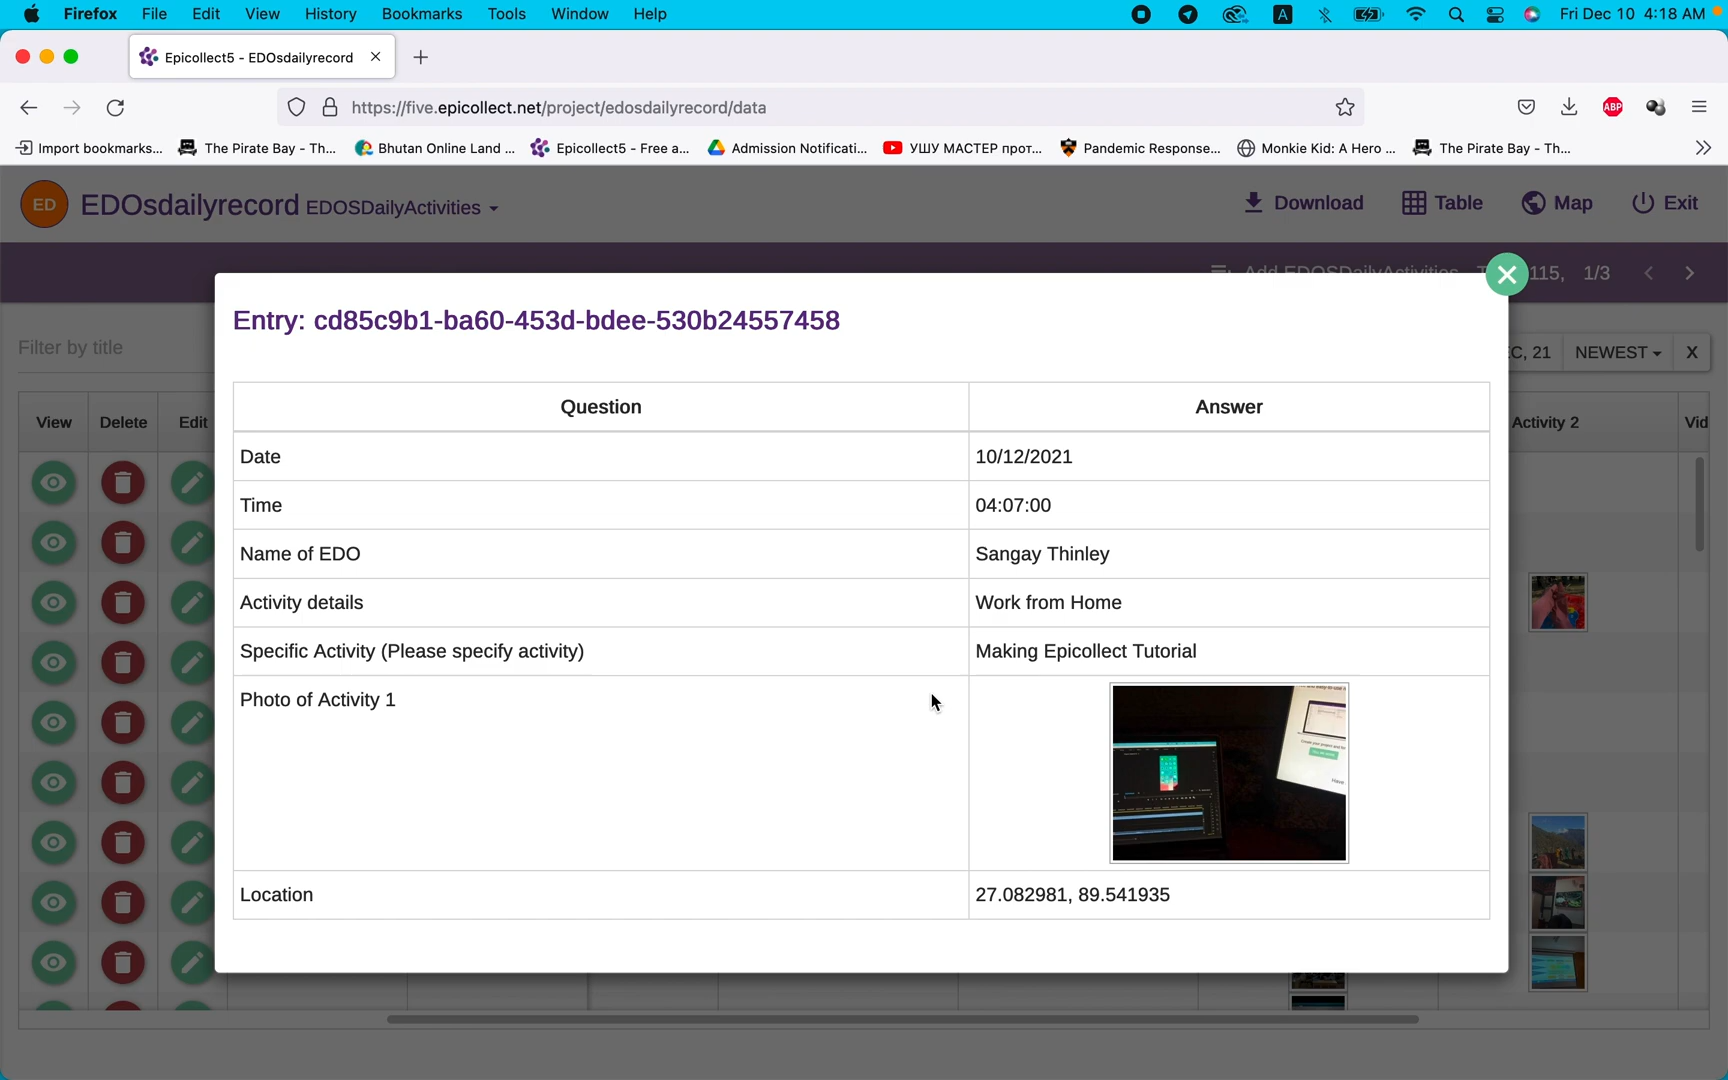 Firefox File Edit View History Bookmarks Tools Window Help A Fri Dec 10 4:18 AM
Epicollect5 - EDOsdailyrecord
https://five.epicollect.net/project/edosdailyrecord/data ABP
Import bookmarks... The Pirate Bay - Th... Bhutan Online Land ... Epicollect5 - Free a... Admission Notificati... УШУ МАСТЕР прот... Pandemic Response... Monkie Kid: A Hero ... The Pirate Bay - Th...
ED EDOsdailyrecord EDOSDailyActivities Download Table Map Exit
Add EDOSDailyActivities 115, 1/3
Entry: cd85c9b1-ba60-453d-bdee-530b24557458
Filter by title C, 21 NEWEST X
View Delete Edit Activity 2 Vid
Question Answer
Date 10/12/2021
Time 04:07:00
Name of EDO Sangay Thinley
Activity details Work from Home
Specific Activity (Please specify activity) Making Epicollect Tutorial
Photo of Activity 1
Location 27.082981, 89.541935